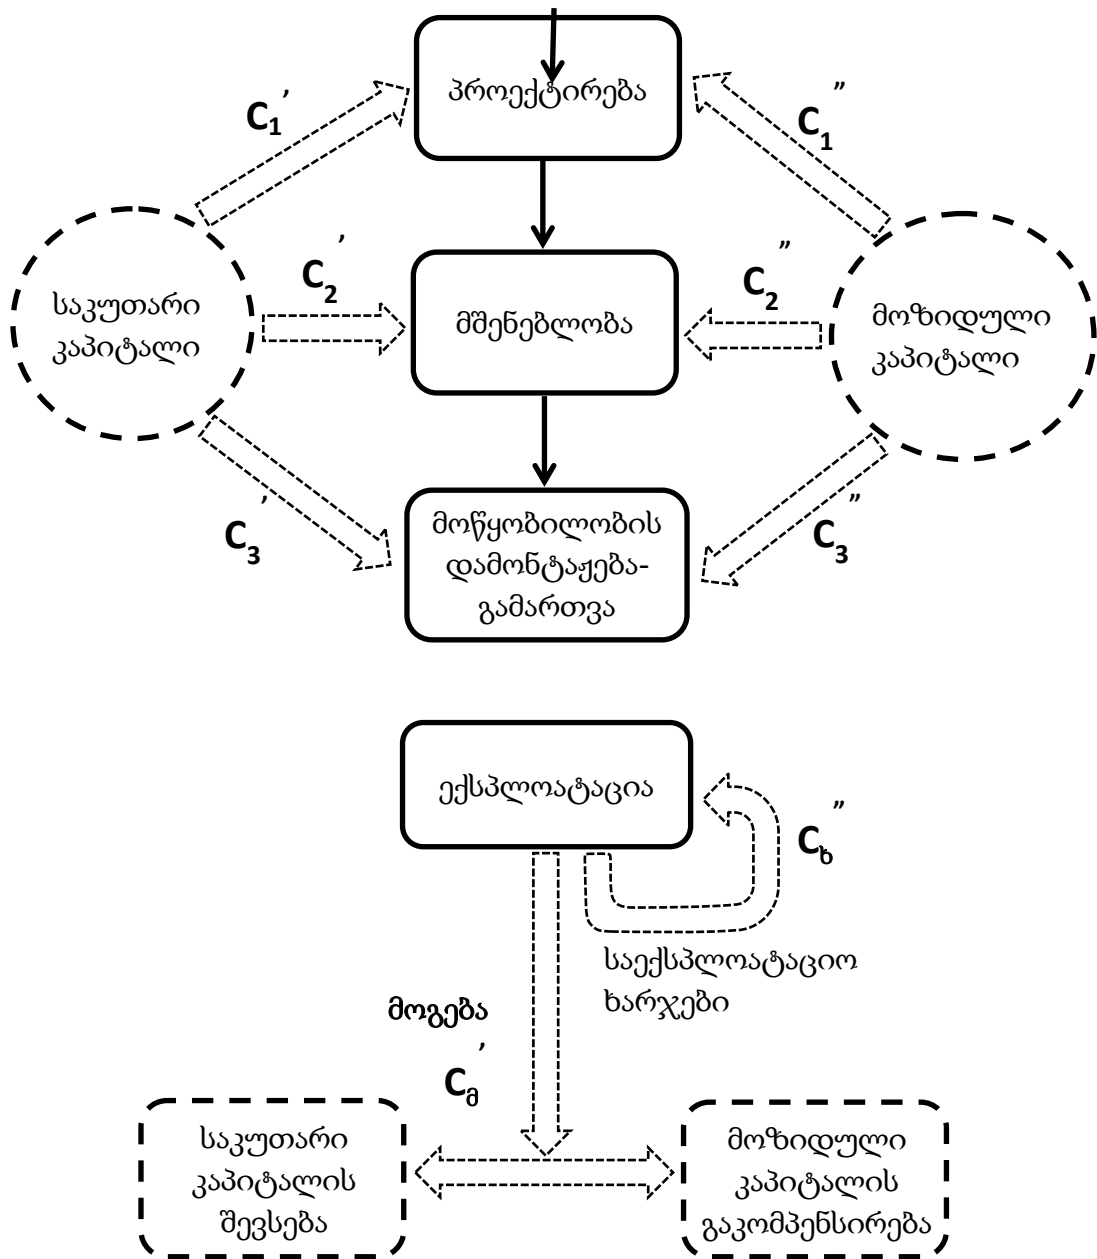 პროექტირება
C₁′
C₁″
საკუთარი
კაპიტალი
C₂′
მშენებლობა
C₂″
მოზიდული
კაპიტალი
C₃′
მოწყობილობის
დამონტაჟება-
გამართვა
C₃″
ექსპლოატაცია
Cხ″
საექსპლოატაციო
ხარჯები
მოგება
Cმ′
საკუთარი
კაპიტალის
შევსება
მოზიდული
კაპიტალის
გაკომპენსირება